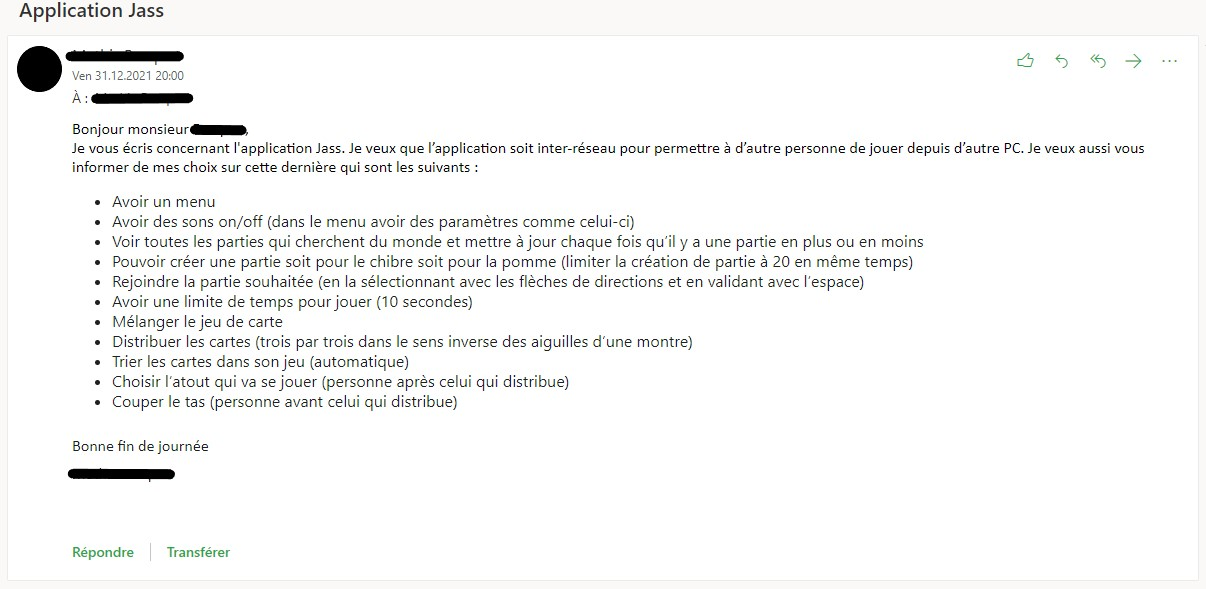 Application Jass
Ven 31.12.2021 20:00
À :
Bonjour monsieur ,
Je vous écris concernant l'application Jass. Je veux que l’application soit inter-réseau pour permettre à d’autre personne de jouer depuis d’autre PC. Je veux aussi vous
informer de mes choix sur cette dernière qui sont les suivants :
• Avoir un menu
• Avoir des sons on/off (dans le menu avoir des paramètres comme celui-ci)
• Voir toutes les parties qui cherchent du monde et mettre à jour chaque fois qu’il y a une partie en plus ou en moins
• Pouvoir créer une partie soit pour le chibre soit pour la pomme (limiter la création de partie à 20 en même temps)
• Rejoindre la partie souhaitée (en la sélectionnant avec les flèches de directions et en validant avec l’espace)
• Avoir une limite de temps pour jouer (10 secondes)
• Mélanger le jeu de carte
• Distribuer les cartes (trois par trois dans le sens inverse des aiguilles d’une montre)
• Trier les cartes dans son jeu (automatique)
• Choisir l’atout qui va se jouer (personne après celui qui distribue)
• Couper le tas (personne avant celui qui distribue)
Bonne fin de journée
Répondre Transférer